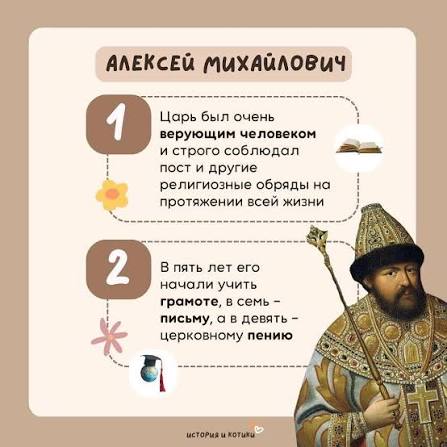 АЛЕКСЕЙ МИХАЙЛОВИЧ
1
Царь был очень
верующим человеком
и строго соблюдал
пост и другие
религиозные обряды на
протяжении всей жизни
2
В пять лет его
начали учить
грамоте, в семь –
письму, а в девять –
церковному пению
ИСТОРИЯ И КОТИКИ